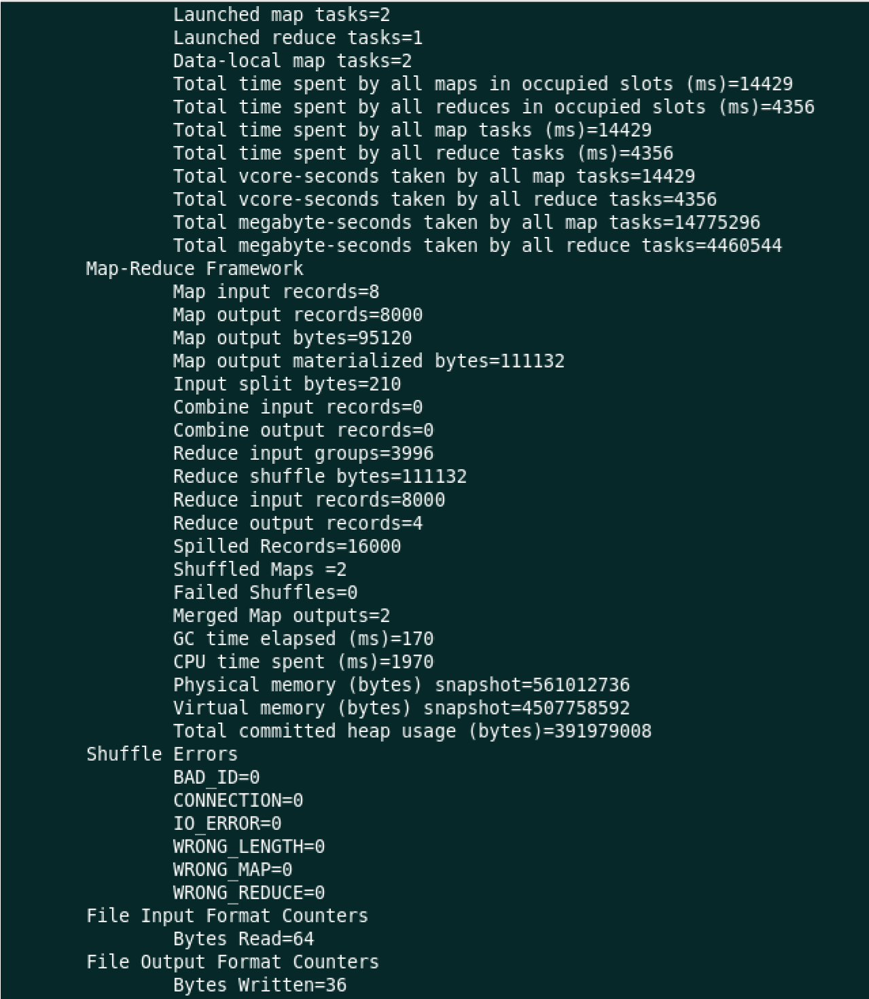 Launched map tasks=2
Launched reduce tasks=1
Data-local map tasks=2
Total time spent by all maps in occupied slots (ms)=14429
Total time spent by all reduces in occupied slots (ms)=4356
Total time spent by all map tasks (ms)=14429
Total time spent by all reduce tasks (ms)=4356
Total vcore-seconds taken by all map tasks=14429
Total vcore-seconds taken by all reduce tasks=4356
Total megabyte-seconds taken by all map tasks=14775296
Total megabyte-seconds taken by all reduce tasks=4460544
Map-Reduce Framework
Map input records=8
Map output records=8000
Map output bytes=95120
Map output materialized bytes=111132
Input split bytes=210
Combine input records=0
Combine output records=0
Reduce input groups=3996
Reduce shuffle bytes=111132
Reduce input records=8000
Reduce output records=4
Spilled Records=16000
Shuffled Maps =2
Failed Shuffles=0
Merged Map outputs=2
GC time elapsed (ms)=170
CPU time spent (ms)=1970
Physical memory (bytes) snapshot=561012736
Virtual memory (bytes) snapshot=4507758592
Total committed heap usage (bytes)=391979008
Shuffle Errors
BAD_ID=0
CONNECTION=0
IO_ERROR=0
WRONG_LENGTH=0
WRONG_MAP=0
WRONG_REDUCE=0
File Input Format Counters
Bytes Read=64
File Output Format Counters
Bytes Written=36